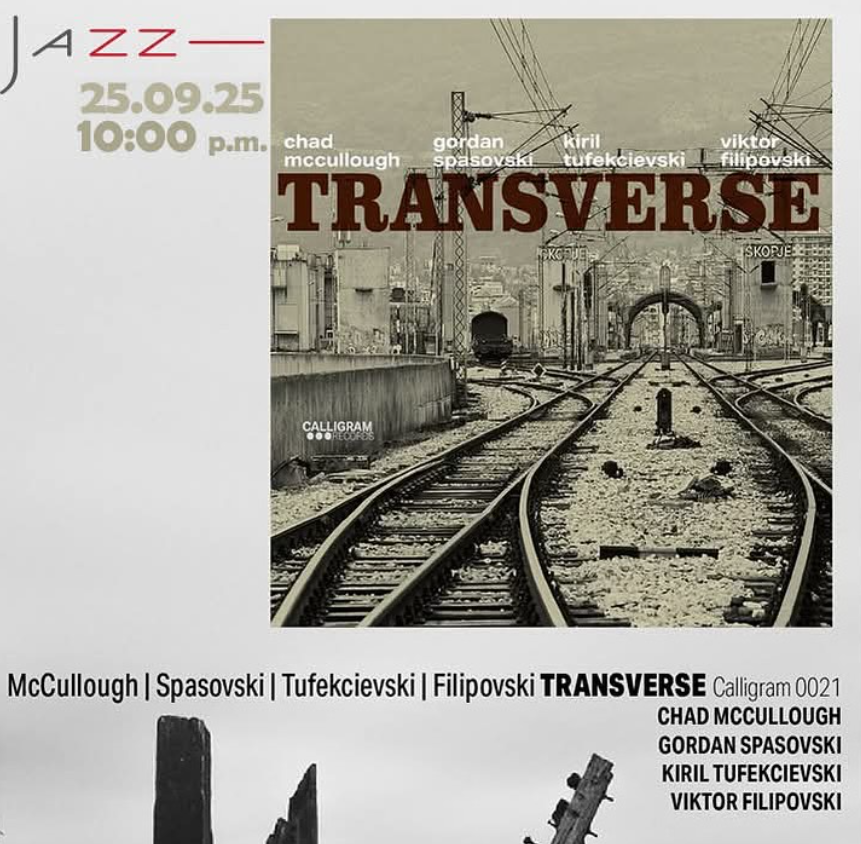 JAZZ
25.09.25
10:00 p.m.
chad mccullough
gordan spasovski
kiril tufekcievski
viktor filipovski
TRANSVERSE
SKOPJE
SKOPJE
CALLIGRAM
RECORDS
McCullough | Spasovski | Tufekcievski | Filipovski TRANSVERSE Calligram 0021
CHAD MCCULLOUGH
GORDAN SPASOVSKI
KIRIL TUFEKCIEVSKI
VIKTOR FILIPOVSKI